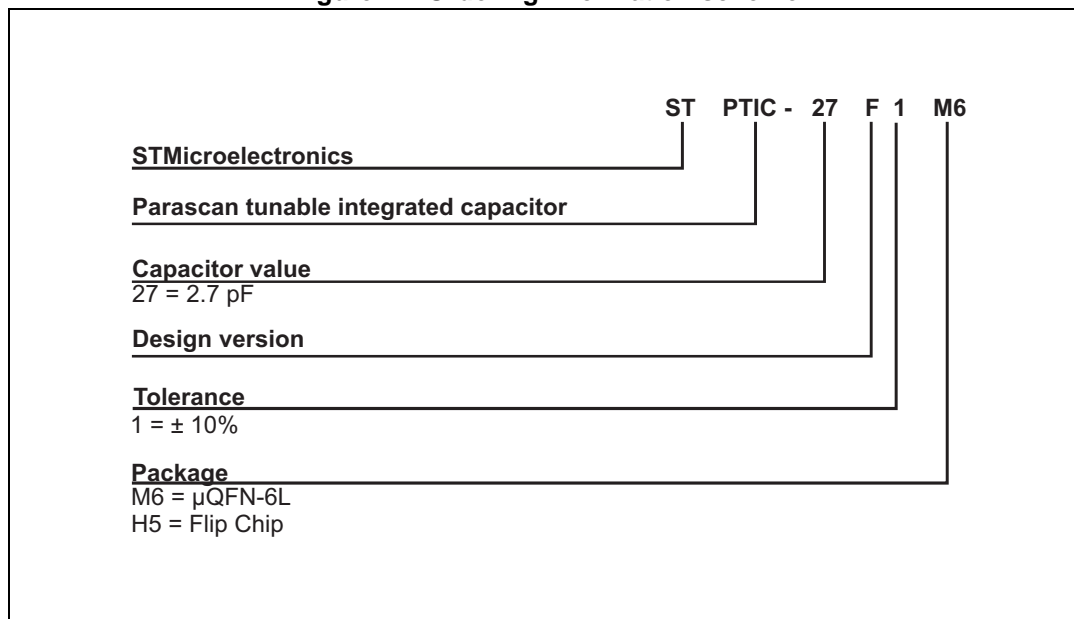 ST PTIC - 27 F 1 M6
STMicroelectronics
Parascan tunable integrated capacitor
Capacitor value
27 = 2.7 pF
Design version
Tolerance
1 = ± 10%
Package
M6 = µQFN-6L
H5 = Flip Chip